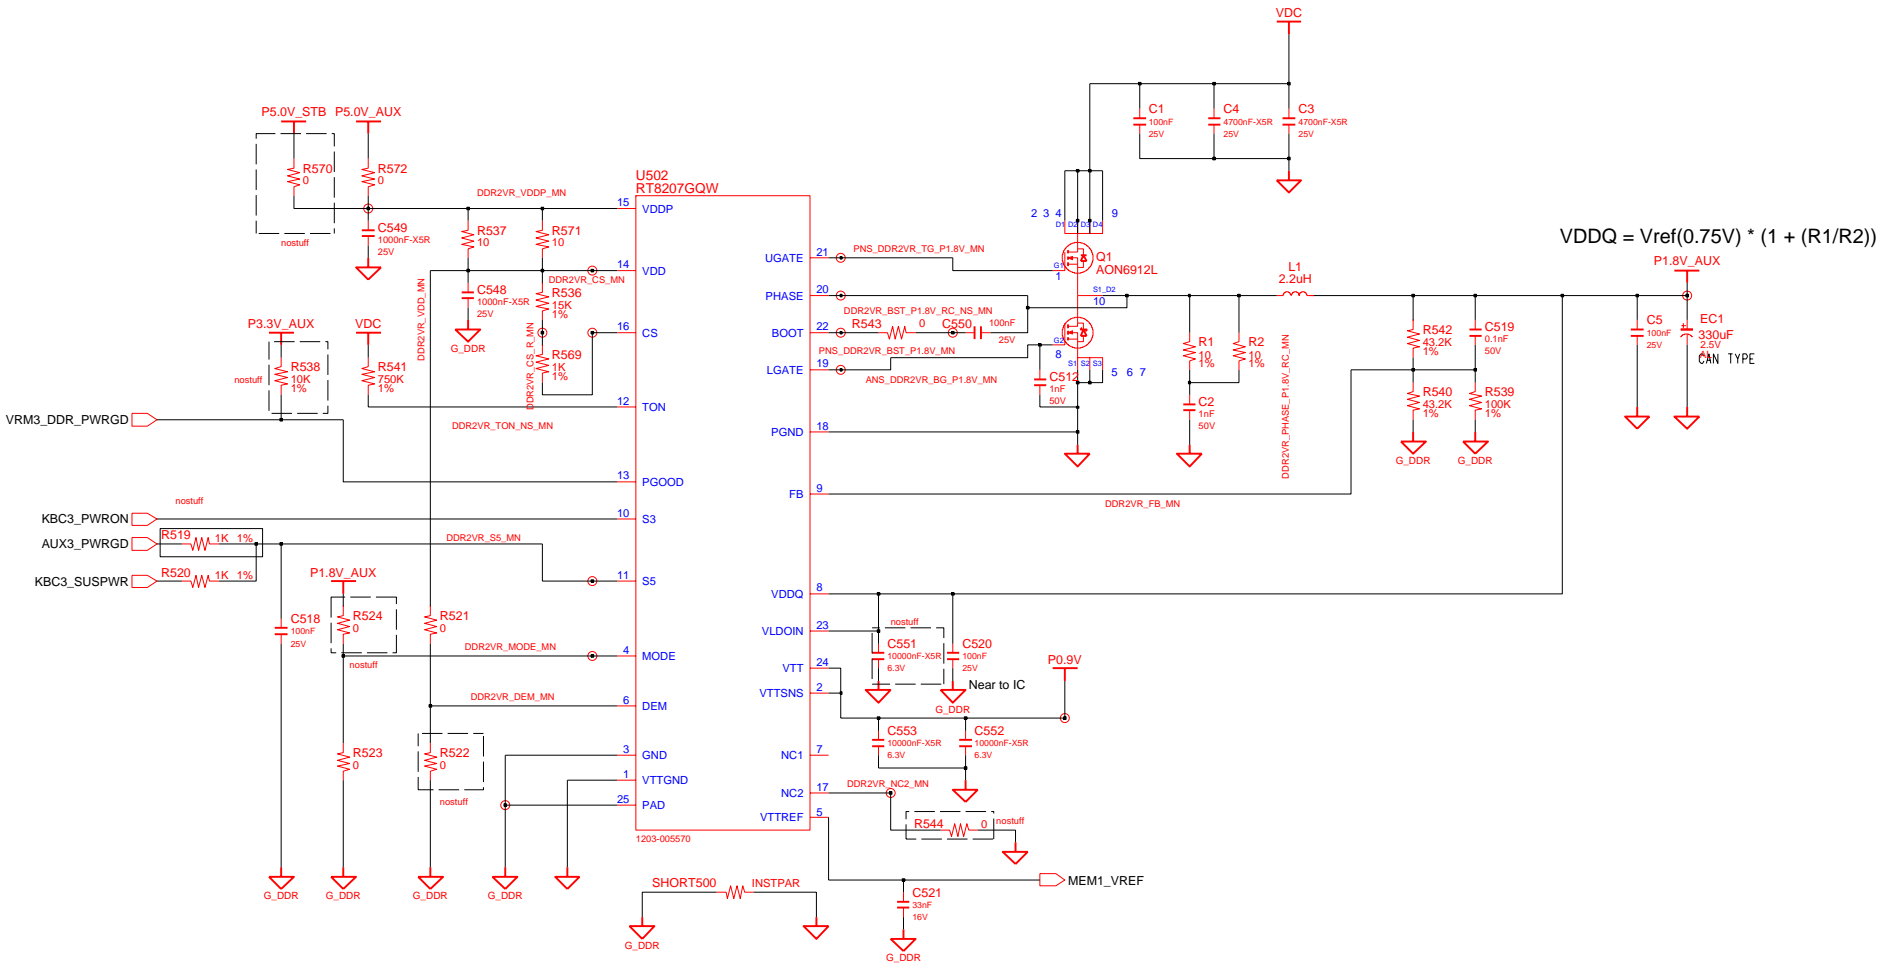 VDC
C1
100nF
25V
C4
4700nF-X5R
25V
C3
4700nF-X5R
25V
P5.0V_STB
P5.0V_AUX
R570
0
nostuff
R572
0
C549
1000nF-X5R
25V
DDR2VR_VDDP_MN
R537
10
R571
10
C548
1000nF-X5R
25V
G_DDR
DDR2VR_CS_MN
R536
15K
1%
R569
1K
1%
DDR2VR_CS_R_MN
DDR2VR_VDD_MN
P3.3V_AUX
VDC
R538
10K
1%
nostuff
R541
750K
1%
DDR2VR_TON_NS_MN
VRM3_DDR_PWRGD
KBC3_PWRON
AUX3_PWRGD
KBC3_SUSPWR
nostuff
R519
1K 1%
R520
1K 1%
DDR2VR_S5_MN
C518
100nF
25V
G_DDR
P1.8V_AUX
R524
0
nostuff
R521
0
DDR2VR_MODE_MN
DDR2VR_DEM_MN
R523
0
G_DDR
R522
0
nostuff
G_DDR
G_DDR
U502
RT8207GQW
15 VDDP
14 VDD
16 CS
12 TON
13 PGOOD
10 S3
11 S5
4 MODE
6 DEM
3 GND
1 VTTGND
25 PAD
UGATE 21
PHASE 20
BOOT 22
LGATE 19
PGND 18
FB 9
VDDQ 8
VLDOIN 23
VTT 24
VTTSNS 2
NC1 7
NC2 17
VTTREF 5
1203-005570
PNS_DDR2VR_TG_P1.8V_MN
DDR2VR_BST_P1.8V_RC_NS_MN
R543 0
C550
100nF
25V
PNS_DDR2VR_BST_P1.8V_MN
ANS_DDR2VR_BG_P1.8V_MN
2 3 4
9
D1 D2 D3 D4
G1
1
Q1
AON6912L
S1_D2
10
G2
8
S1 S2 S3
5 6 7
C512
1nF
50V
R1
10
1%
R2
10
1%
C2
1nF
50V
DDR2VR_PHASE_P1.8V_RC_MN
L1
2.2uH
VDDQ = Vref(0.75V) * (1 + (R1/R2))
P1.8V_AUX
R542
43.2K
1%
C519
0.1nF
50V
R540
43.2K
1%
R539
100K
1%
G_DDR
G_DDR
C5
100nF
25V
EC1
330uF
2.5V
CAN TYPE
DDR2VR_FB_MN
nostuff
C551
10000nF-X5R
6.3V
C520
100nF
25V
Near to IC
G_DDR
P0.9V
C553
10000nF-X5R
6.3V
C552
10000nF-X5R
6.3V
DDR2VR_NC2_MN
R544 0
nostuff
MEM1_VREF
C521
33nF
16V
G_DDR
SHORT500
INSTPAR
G_DDR